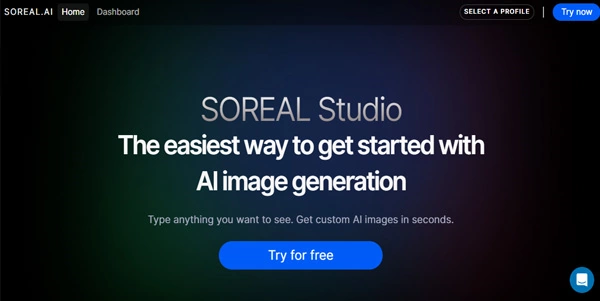 SOREAL.AI Home Dashboard SELECT A PROFILE Try now
SOREAL Studio
The easiest way to get started with
AI image generation
Type anything you want to see. Get custom AI images in seconds.
Try for free